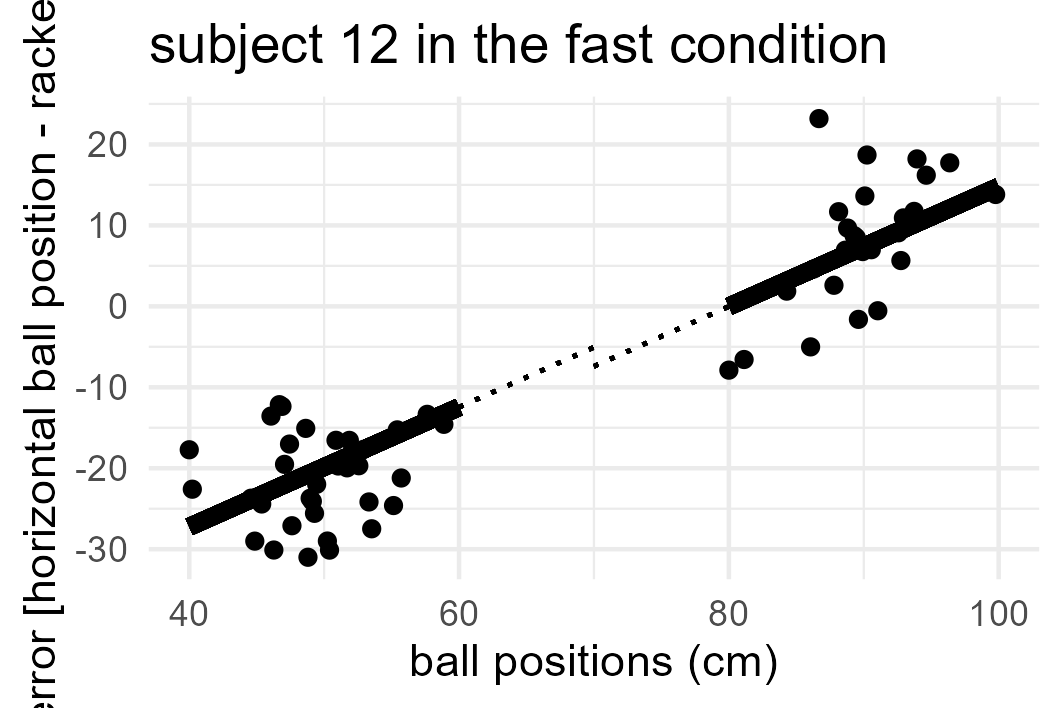 subject 12 in the fast condition
error [horizontal ball position -
20
10
0
-10
-20
-30
40 60 80 100
ball positions (cm)